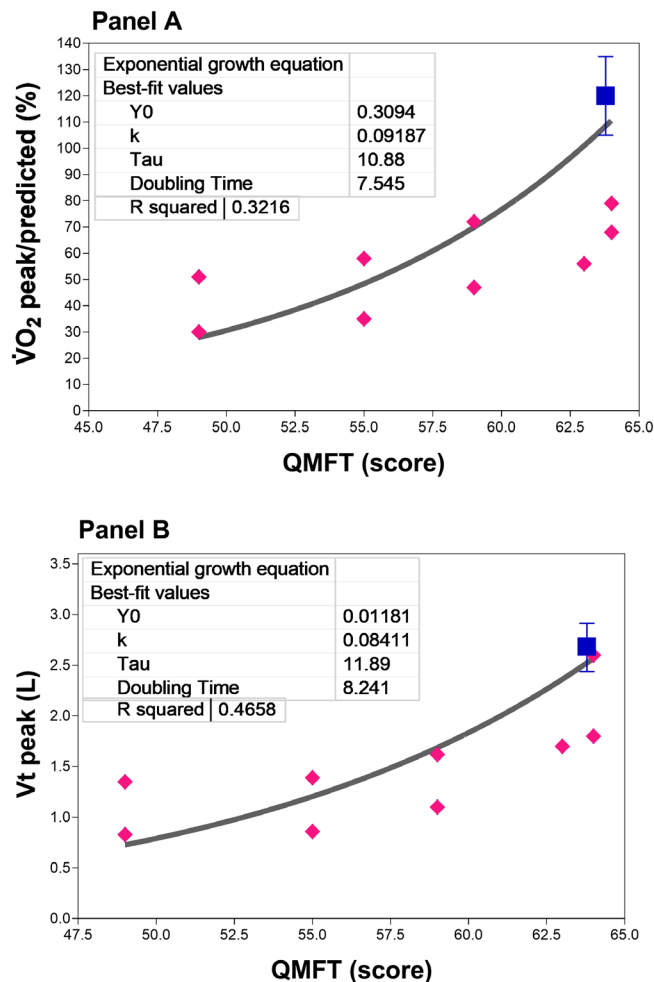 Panel A
140
130
120
110
100
90
80
70
60
50
40
30
20
10
0
V̇O2 peak/predicted (%)
Exponential growth equation
Best-fit values
Y0 0.3094
k 0.09187
Tau 10.88
Doubling Time 7.545
R squared 0.3216
45.0 47.5 50.0 52.5 55.0 57.5 60.0 62.5 65.0
QMFT (score)
Panel B
3.5
3.0
2.5
2.0
1.5
1.0
0.5
0.0
Vt peak (L)
Exponential growth equation
Best-fit values
Y0 0.01181
k 0.08411
Tau 11.89
Doubling Time 8.241
R squared 0.4658
47.5 50.0 52.5 55.0 57.5 60.0 62.5 65.0
QMFT (score)